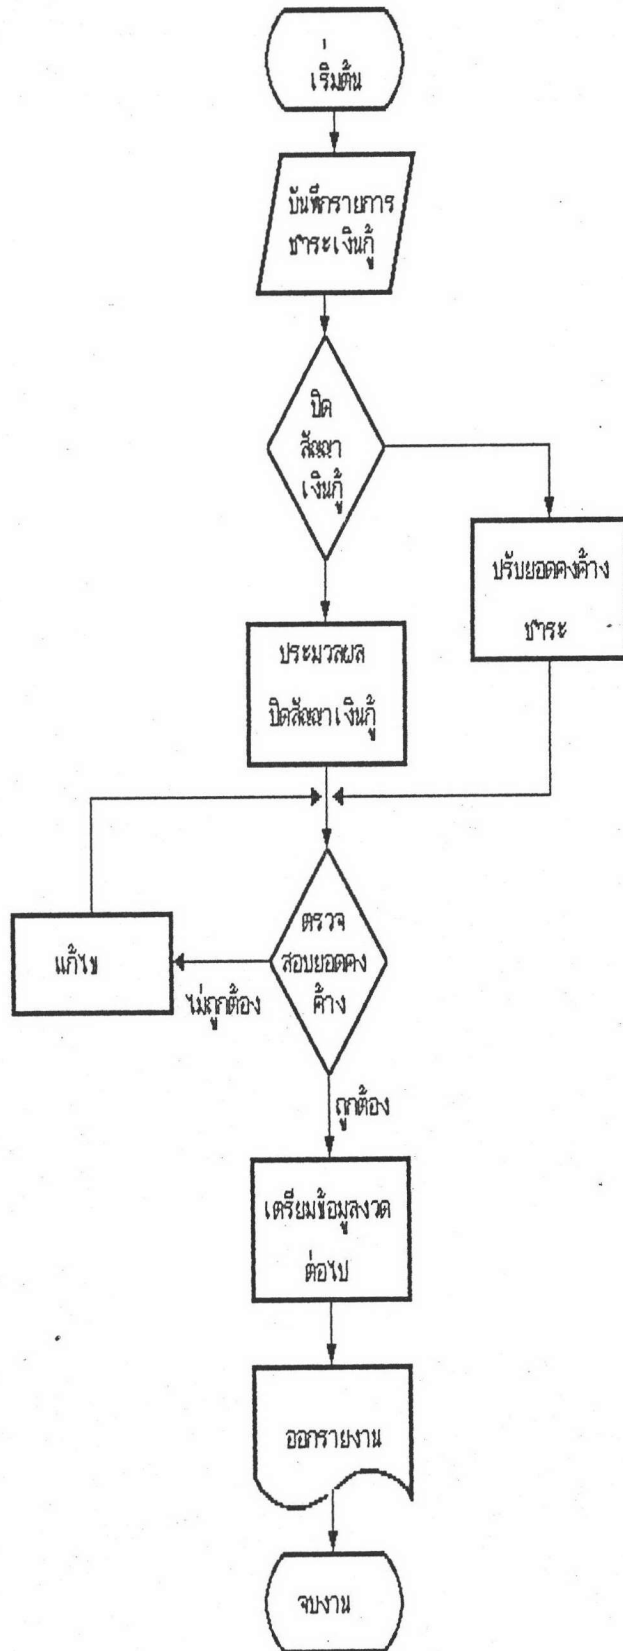 เริ่มต้น
บันทึกรายการ
ชำระเงินกู้
ปิด
สัญญา
เงินกู้
ปรับยอดคงค้าง
ชำระ
ประมวลผล
ปิดสัญญาเงินกู้
ตรวจ
สอบยอดคง
ค้าง
แก้ไข
ไม่ถูกต้อง
ถูกต้อง
เตรียมข้อมูลงวด
ต่อไป
ออกรายงาน
จบงาน